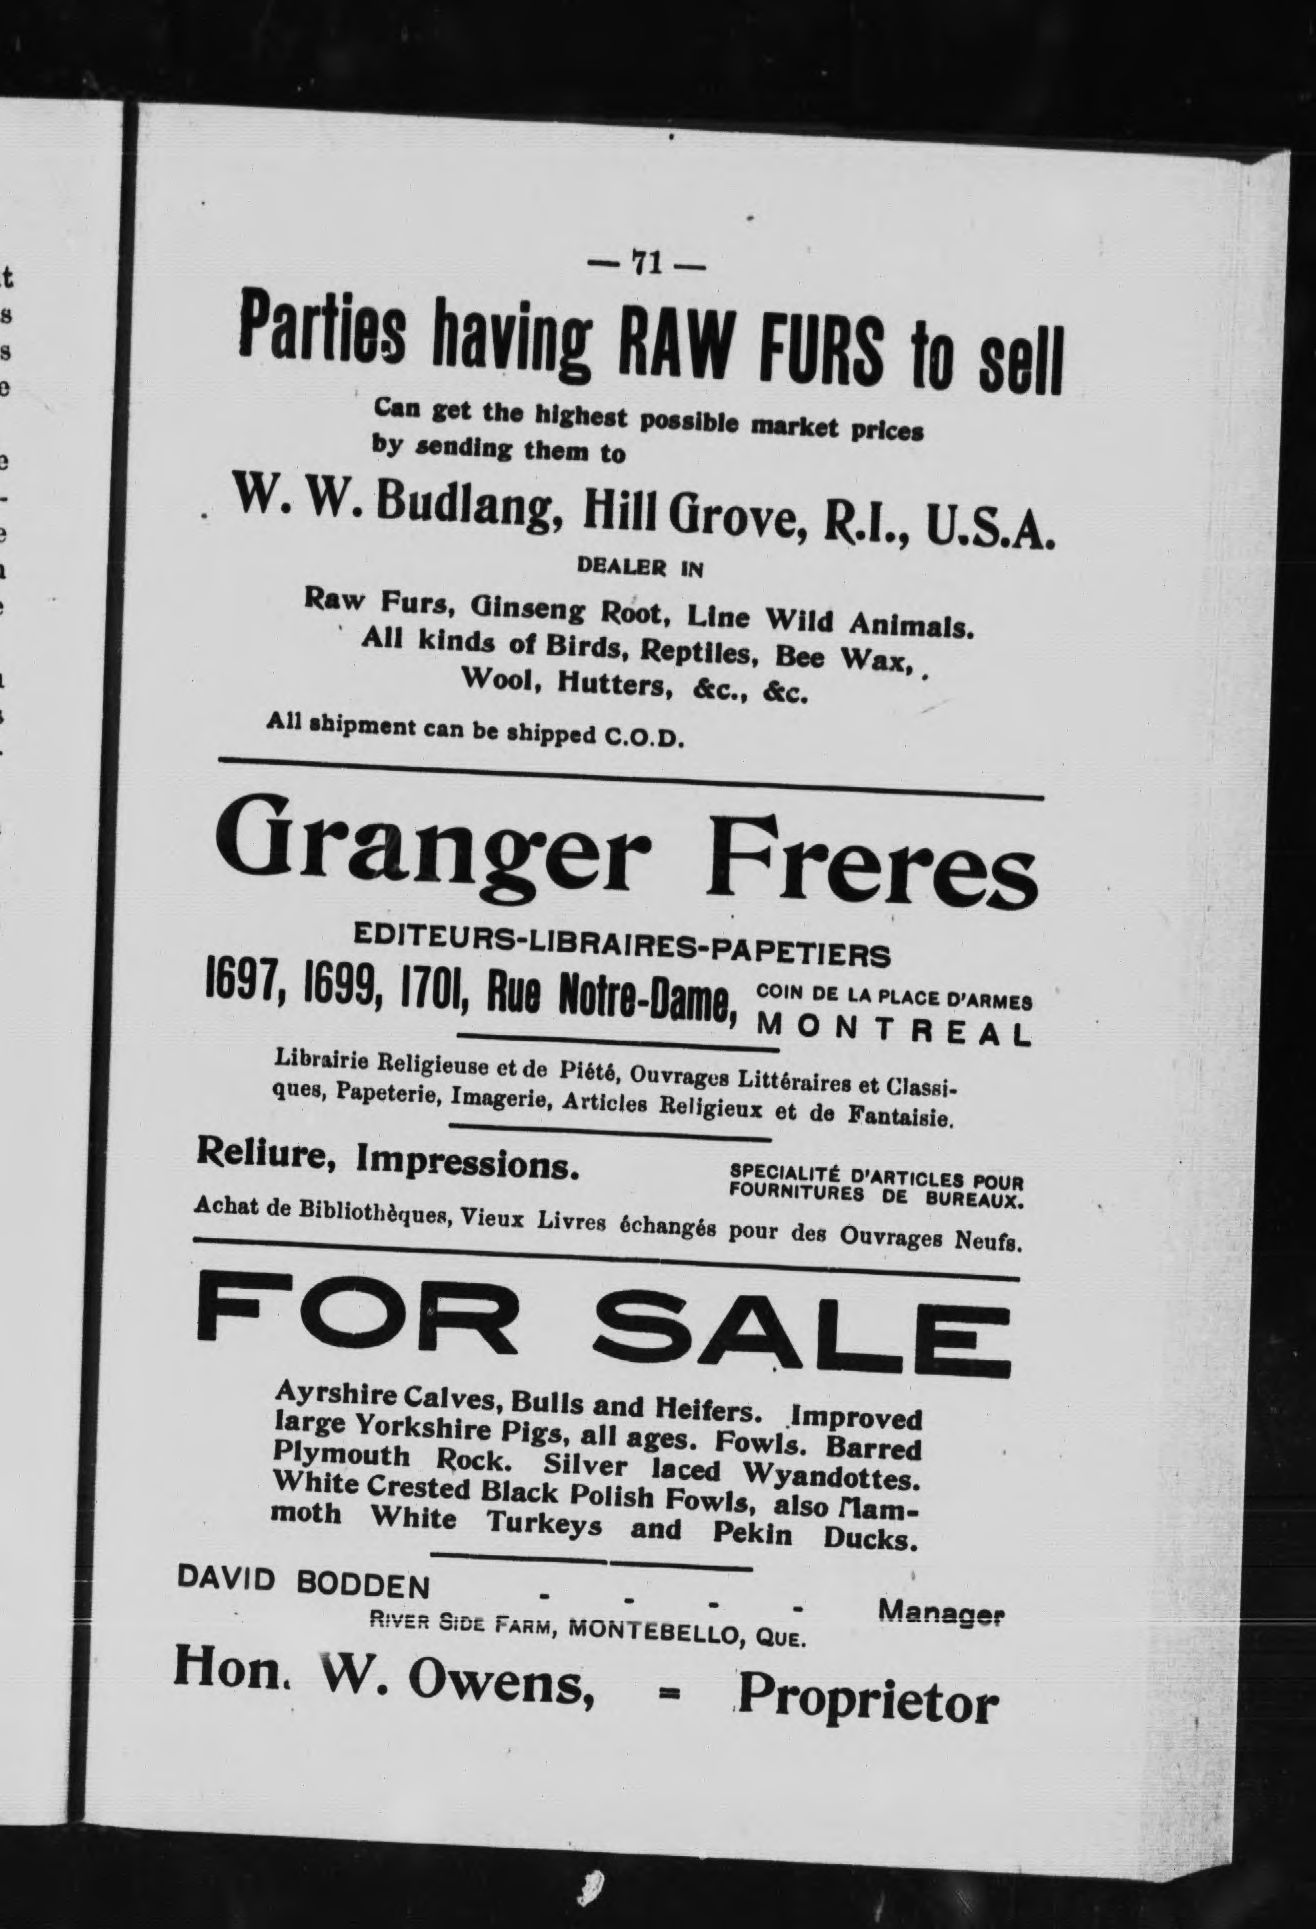 — 71 —
Parties having RAW FURS to sell
Can get the highest possible market prices
by sending them to
W. W. Budlang, Hill Grove, R.I., U.S.A.
DEALER IN
Raw Furs, Ginseng Root, Line Wild Animals.
All kinds of Birds, Reptiles, Bee Wax,
Wool, Hutters, &c., &c.
All shipment can be shipped C.O.D.
Granger Freres
EDITEURS-LIBRAIRES-PAPETIERS
1697, 1699, 1701, Rue Notre-Dame, COIN DE LA PLACE D'ARMES
MONTREAL
Librairie Religieuse et de Piété, Ouvrages Littéraires et Classi-
ques, Papeterie, Imagerie, Articles Religieux et de Fantaisie.
Reliure, Impressions. SPECIALITÉ D'ARTICLES POUR
FOURNITURES DE BUREAUX.
Achat de Bibliothèques, Vieux Livres échangés pour des Ouvrages Neufs.
FOR SALE
Ayrshire Calves, Bulls and Heifers. Improved
large Yorkshire Pigs, all ages. Fowls. Barred
Plymouth Rock. Silver laced Wyandottes.
White Crested Black Polish Fowls, also Mam-
moth White Turkeys and Pekin Ducks.
DAVID BODDEN - - - - Manager
RIVER SIDE FARM, MONTEBELLO, QUE.
Hon. W. Owens, = Proprietor